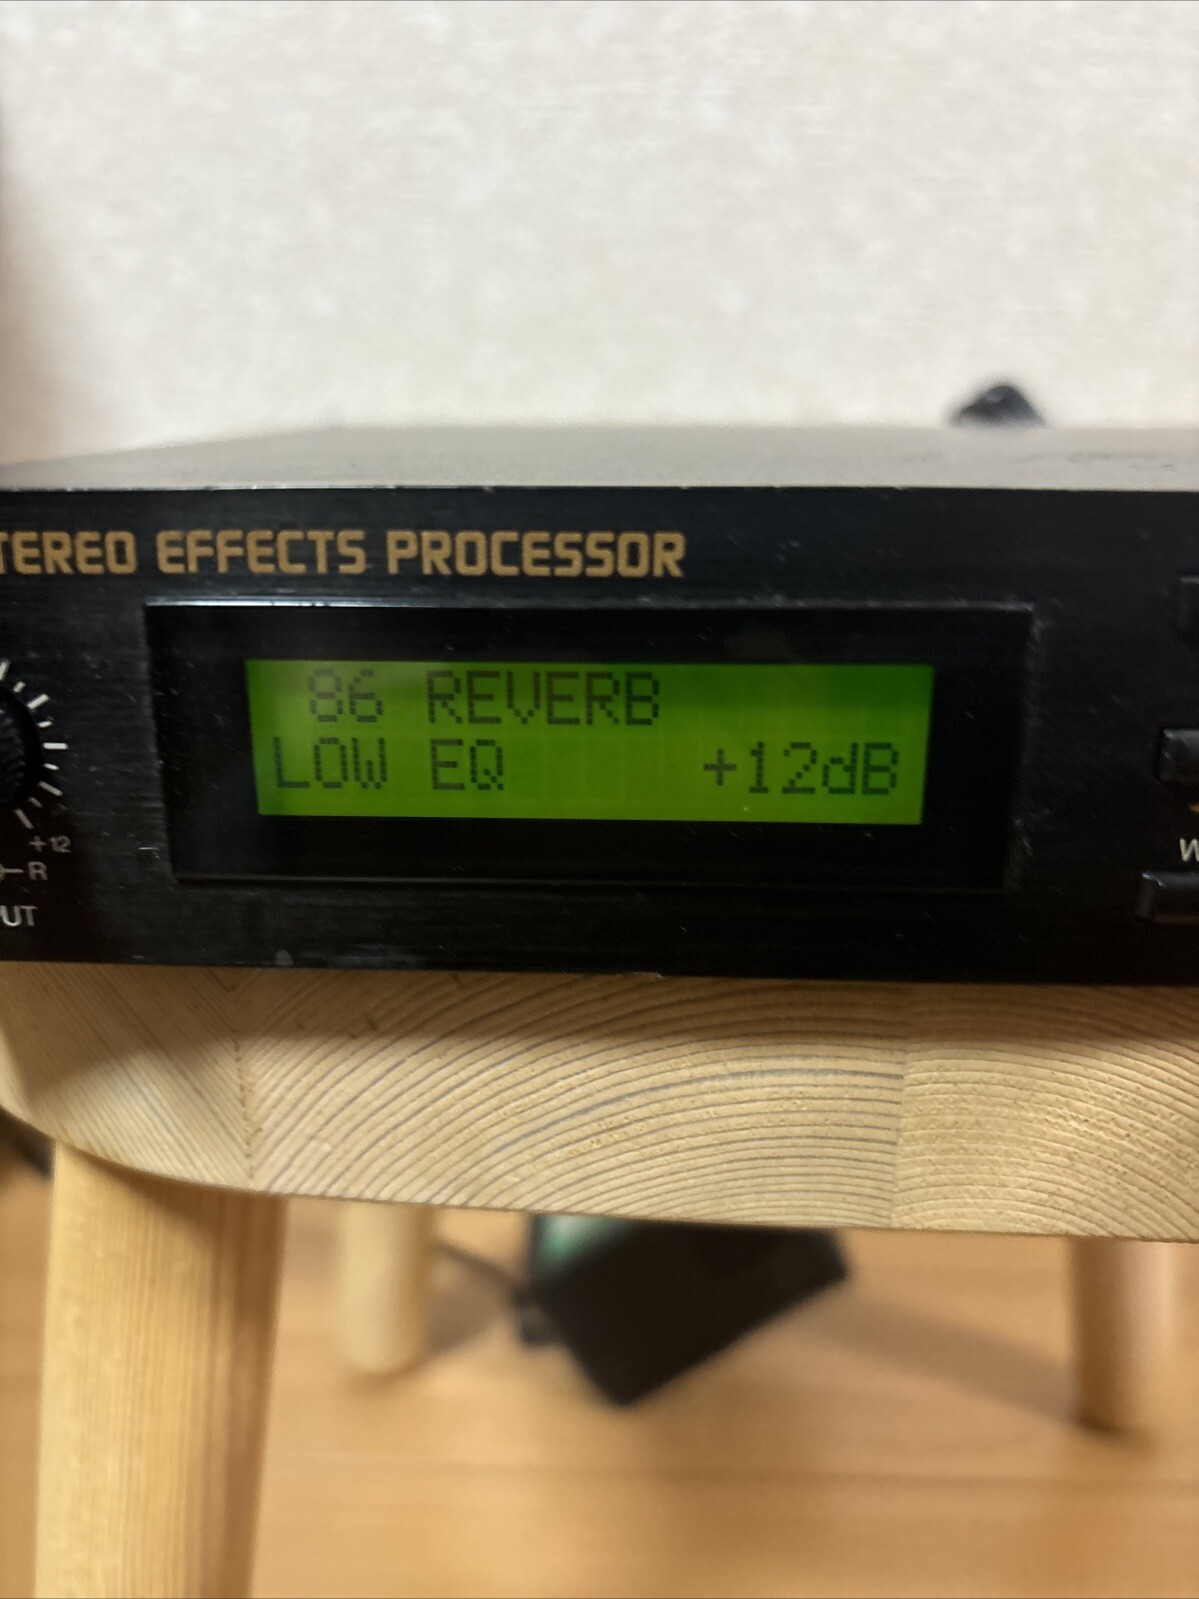 TEREO EFFECTS PROCESSOR
86 REVERB
LOW EQ +12dB
+12
R
UT
W